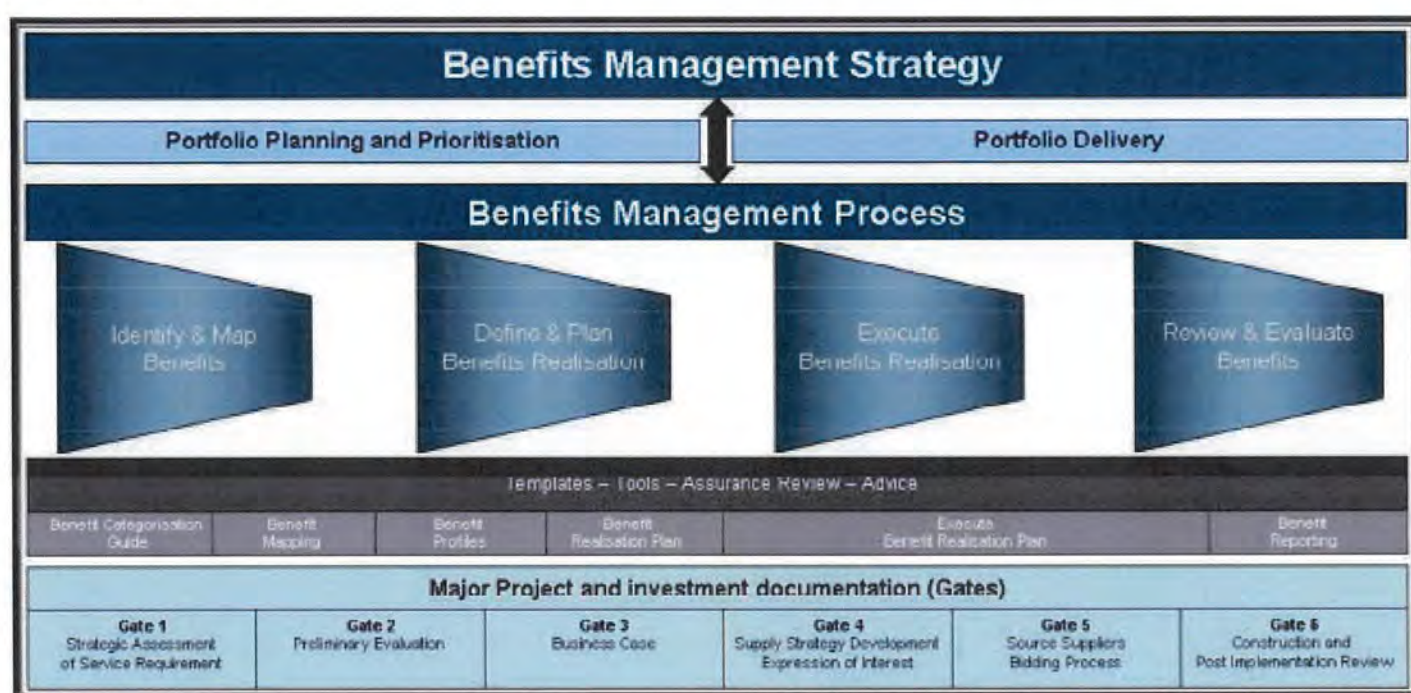 Benefits Management Strategy
Portfolio Planning and Prioritisation
Portfolio Delivery
Benefits Management Process
Identify & Map
Benefits
Define & Plan
Benefits Realisation
Execute
Benefits Realisation
Review & Evaluate
Benefits
Templates – Tools – Assurance Review – Advice
Benefit Categorisation
Guide
Benefit
Mapping
Benefit
Profiles
Benefit
Realisation Plan
Execute
Benefit Realisation Plan
Benefit
Reporting
Major Project and investment documentation (Gates)
Gate 1
Strategic Assessment
of Service Requirement
Gate 2
Preliminary Evaluation
Gate 3
Business Case
Gate 4
Supply Strategy Development
Expression of Interest
Gate 5
Source Suppliers
Bidding Process
Gate 6
Construction and
Post Implementation Review